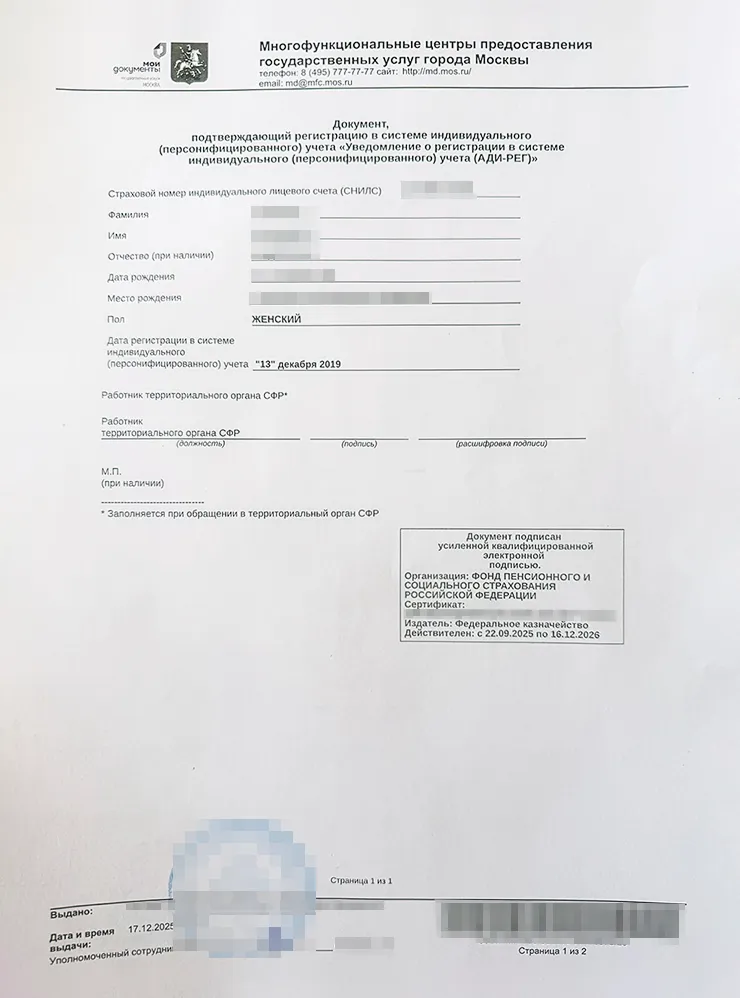 мои
документы
МОСКВА
Многофункциональные центры предоставления
государственных услуг города Москвы
телефон: 8 (495) 777-77-77 сайт: http://md.mos.ru/
email: md@mfc.mos.ru
Документ,
подтверждающий регистрацию в системе индивидуального
(персонифицированного) учета «Уведомление о регистрации в системе
индивидуального (персонифицированного) учета (АДИ-РЕГ)»
Страховой номер индивидуального лицевого счета (СНИЛС)
Фамилия
Имя
Отчество (при наличии)
Дата рождения
Место рождения
Пол ЖЕНСКИЙ
Дата регистрации в системе
индивидуального
(персонифицированного) учета "13" декабря 2019
Работник территориального органа СФР*
Работник
территориального органа СФР
(должность) (подпись) (расшифровка подписи)
М.П.
(при наличии)
* Заполняется при обращении в территориальный орган СФР
Документ подписан
усиленной квалифицированной
электронной
подписью.
Организация: ФОНД ПЕНСИОННОГО И
СОЦИАЛЬНОГО СТРАХОВАНИЯ
РОССИЙСКОЙ ФЕДЕРАЦИИ
Сертификат:
Издатель: Федеральное казначейство
Действителен: с 22.09.2025 по 16.12.2026
Страница 1 из 1
Выдано:
Дата и время 17.12.2025
выдачи:
Уполномоченный сотрудни
Страница 1 из 2